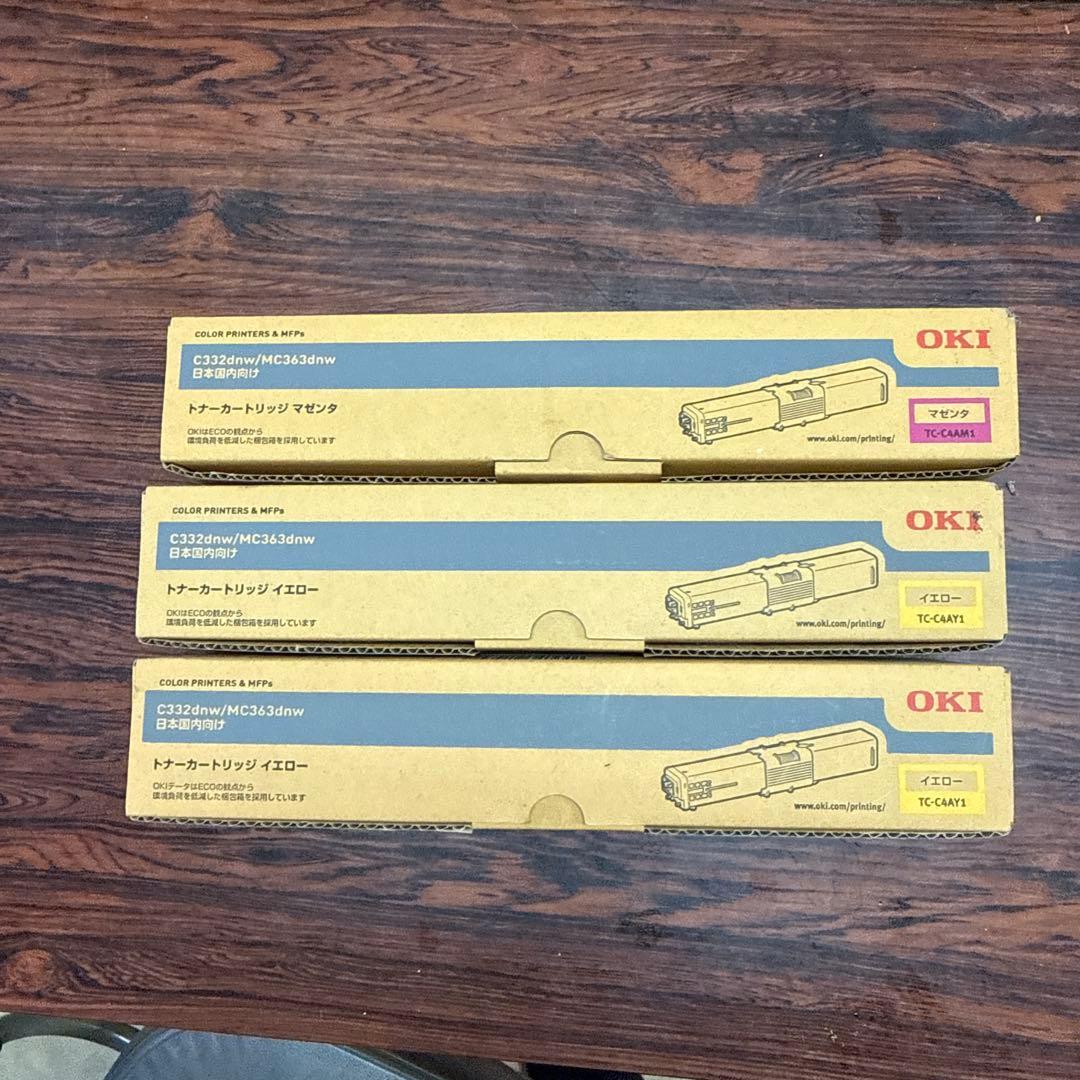 COLOR PRINTERS & MFPs
OKI
C332dnw/MC363dnw
日本国内向け
トナーカートリッジ マゼンタ
マゼンタ
TC-C4AM1
OKIはECOの観点から
環境負荷を低減した梱包箱を採用しています
www.oki.com/printing/
COLOR PRINTERS & MFPs
OKI
C332dnw/MC363dnw
日本国内向け
トナーカートリッジ イエロー
イエロー
TC-C4AY1
OKIはECOの観点から
環境負荷を低減した梱包箱を採用しています
www.oki.com/printing/
COLOR PRINTERS & MFPs
OKI
C332dnw/MC363dnw
日本国内向け
トナーカートリッジ イエロー
イエロー
TC-C4AY1
OKIデータはECOの観点から
環境負荷を低減した梱包箱を採用しています
www.oki.com/printing/